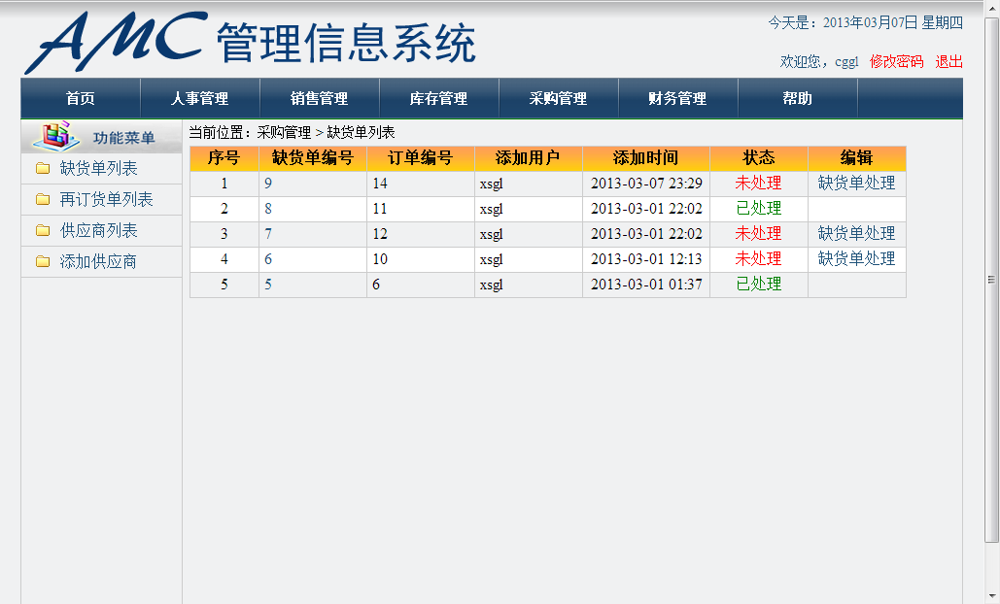 AMC 管理信息系统
今天是：2013年03月07日 星期四
欢迎您，cggl 修改密码 退出
首页 人事管理 销售管理 库存管理 采购管理 财务管理 帮助
功能菜单
缺货单列表
再订货单列表
供应商列表
添加供应商
当前位置：采购管理 > 缺货单列表
序号 缺货单编号 订单编号 添加用户 添加时间 状态 编辑
1 9 14 xsgl 2013-03-07 23:29 未处理 缺货单处理
2 8 11 xsgl 2013-03-01 22:02 已处理
3 7 12 xsgl 2013-03-01 22:02 未处理 缺货单处理
4 6 10 xsgl 2013-03-01 12:13 未处理 缺货单处理
5 5 6 xsgl 2013-03-01 01:37 已处理